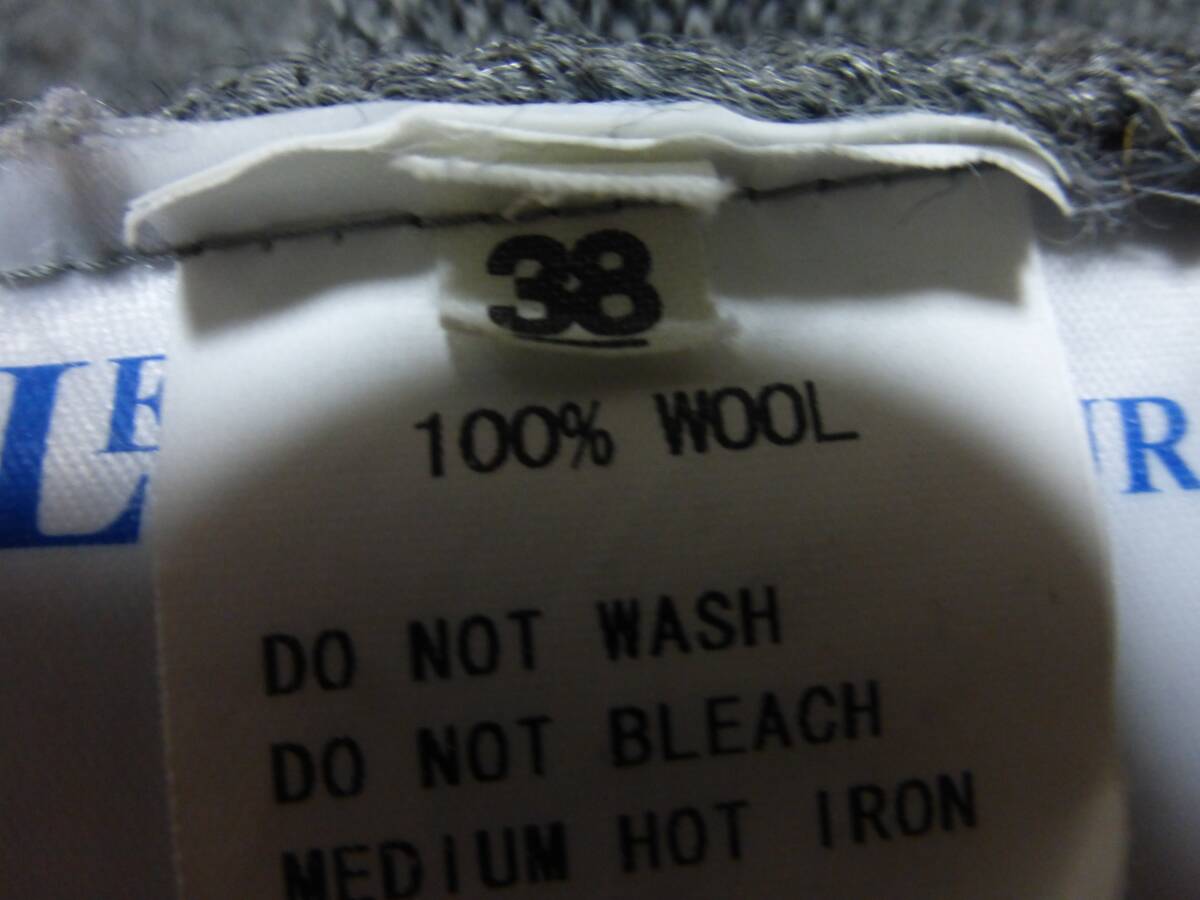 38
100% WOOL
DO NOT WASH
DO NOT BLEACH
MEDIUM HOT IRON